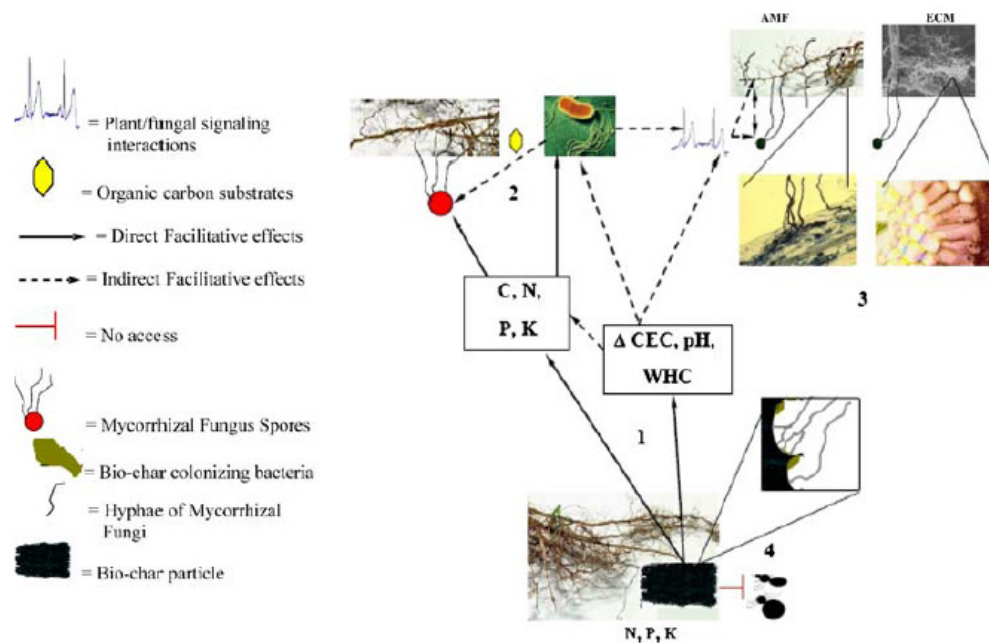 AMF
ECM
= Plant/fungal signaling
interactions
= Organic carbon substrates
= Direct Facilitative effects
= Indirect Facilitative effects
= No access
= Mycorrhizal Fungus Spores
= Bio-char colonizing bacteria
= Hyphae of Mycorrhizal
Fungi
= Bio-char particle
2
C, N,
P, K
Δ CEC, pH,
WHC
3
1
4
N, P, K